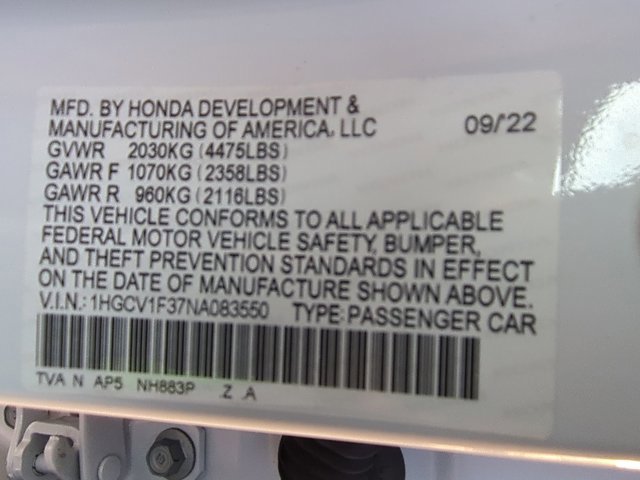 MFD. BY HONDA DEVELOPMENT &
MANUFACTURING OF AMERICA, LLC 09/'22
GVWR 2030KG (4475LBS)
GAWR F 1070KG (2358LBS)
GAWR R 960KG (2116LBS)
THIS VEHICLE CONFORMS TO ALL APPLICABLE
FEDERAL MOTOR VEHICLE SAFETY, BUMPER,
AND THEFT PREVENTION STANDARDS IN EFFECT
ON THE DATE OF MANUFACTURE SHOWN ABOVE.
V.I.N.: 1HGCV1F37NA083550 TYPE: PASSENGER CAR
TVA N AP5 NH883P Z A